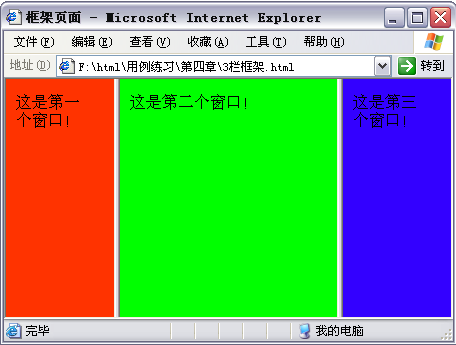 框架页面 - Microsoft Internet Explorer
文件(F) 编辑(E) 查看(V) 收藏(A) 工具(T) 帮助(H)
地址(D) F:\html\用例练习\第四章\3栏框架.html 转到
这是第一
个窗口!
这是第二个窗口!
这是第三
个窗口!
完毕 我的电脑